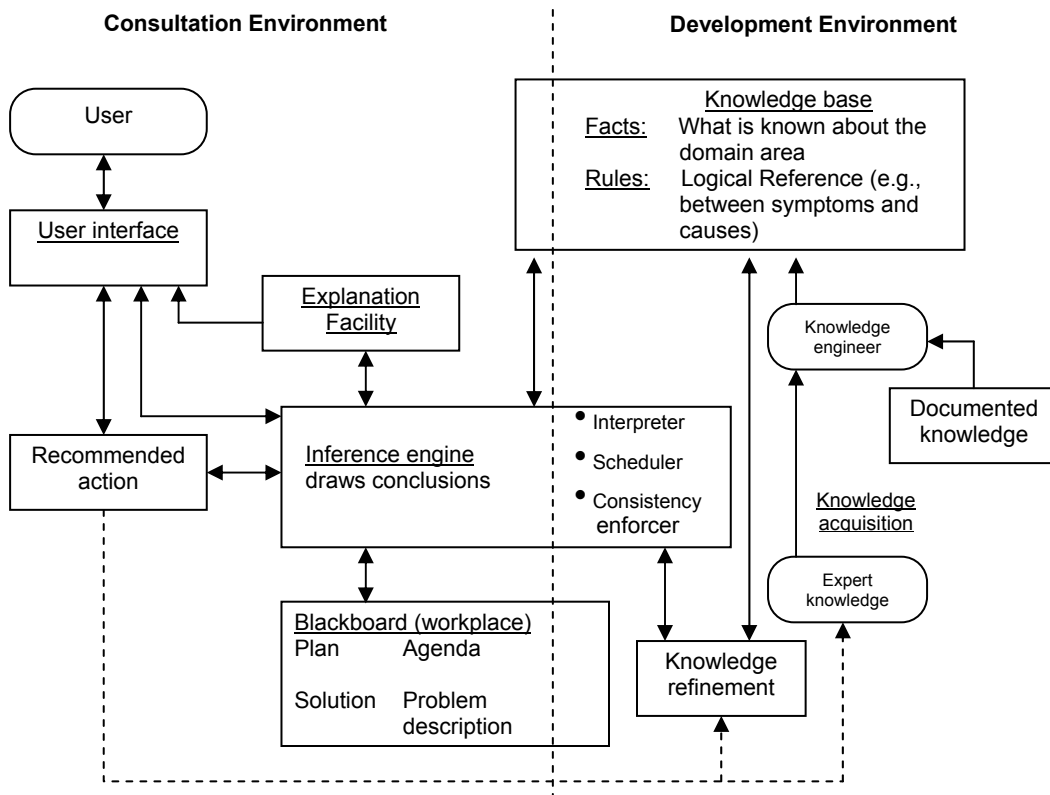 Consultation Environment
Development Environment
User
User interface
Explanation
Facility
Recommended
action
Inference engine
draws conclusions
• Interpreter
• Scheduler
• Consistency
enforcer
Blackboard (workplace)
Plan Agenda
Solution Problem
description
Knowledge base
Facts: What is known about the
domain area
Rules: Logical Reference (e.g.,
between symptoms and
causes)
Knowledge
engineer
Documented
knowledge
Knowledge
acquisition
Expert
knowledge
Knowledge
refinement